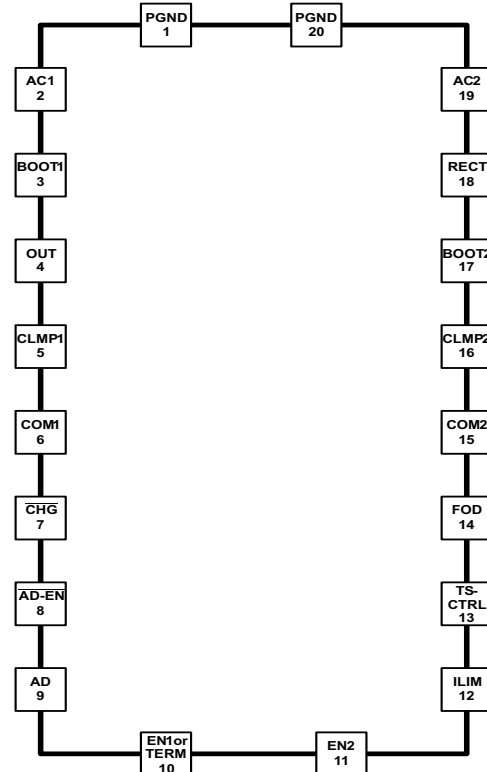 PGND
1
PGND
20
AC1
2
AC2
19
BOOT1
3
RECT
18
OUT
4
BOOT2
17
CLMP1
5
CLMP2
16
COM1
6
COM2
15
CHG
7
FOD
14
AD-EN
8
TS-
CTRL
13
AD
9
ILIM
12
EN1or
TERM
10
EN2
11